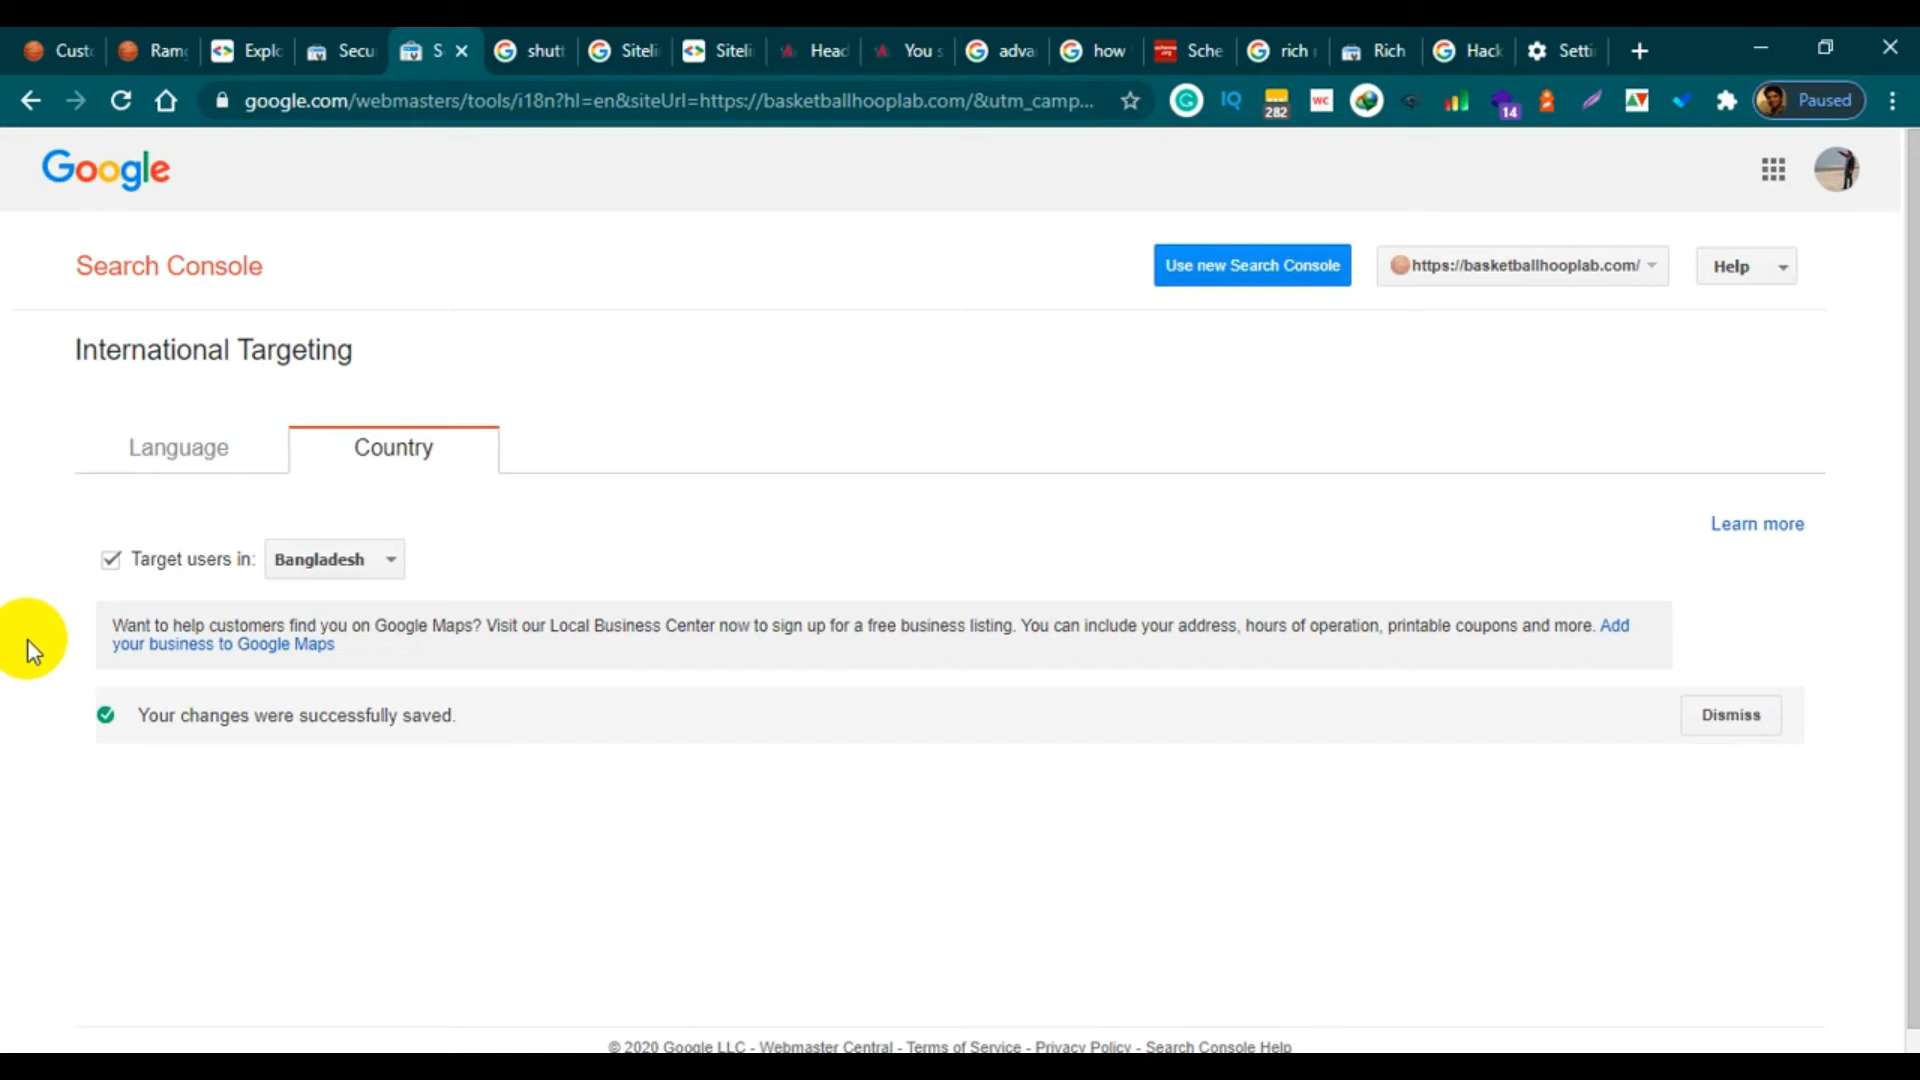 Cust
Ram
Explo
Secu
S
shutt
Siteli
Siteli
Head
You s
adva
how
Sche
rich r
Rich
Hack
Setti
google.com/webmasters/tools/i18n?hl=en&siteUrl=https://basketballhooplab.com/&utm_camp...
IQ
282
WC
14
Paused
Google
Search Console
Use new Search Console
https://basketballhooplab.com/
Help
International Targeting
Language
Country
Learn more
Target users in: Bangladesh
Want to help customers find you on Google Maps? Visit our Local Business Center now to sign up for a free business listing. You can include your address, hours of operation, printable coupons and more. Add
your business to Google Maps
Your changes were successfully saved.
Dismiss
© 2020 Google LLC - Webmaster Central - Terms of Service - Privacy Policy - Search Console Help